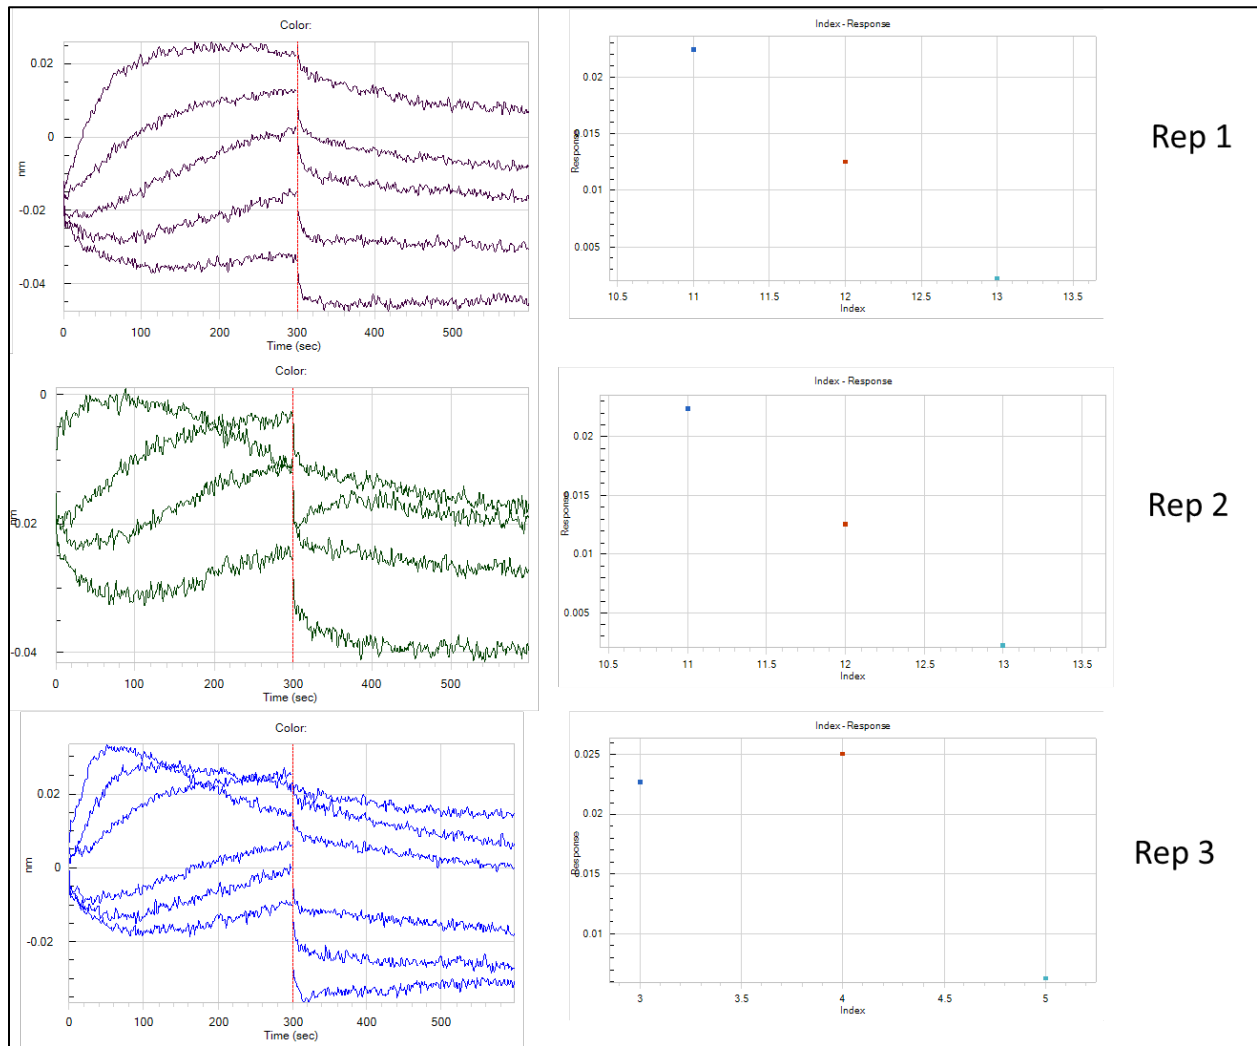 Color:
0.02
0
-0.02
-0.04
nm
0 100 200 300 400 500
Time (sec)
Index - Response
0.02
0.015
0.01
0.005
Response
10.5 11 11.5 12 12.5 13 13.5
Index
Rep 1
Color:
0
-0.02
-0.04
nm
0 100 200 300 400 500
Time (sec)
Index - Response
0.02
0.015
0.01
0.005
Response
10.5 11 11.5 12 12.5 13 13.5
Index
Rep 2
Color:
0.02
0
-0.02
nm
0 100 200 300 400 500
Time (sec)
Index - Response
0.025
0.02
0.015
0.01
Response
3 3.5 4 4.5 5
Index
Rep 3